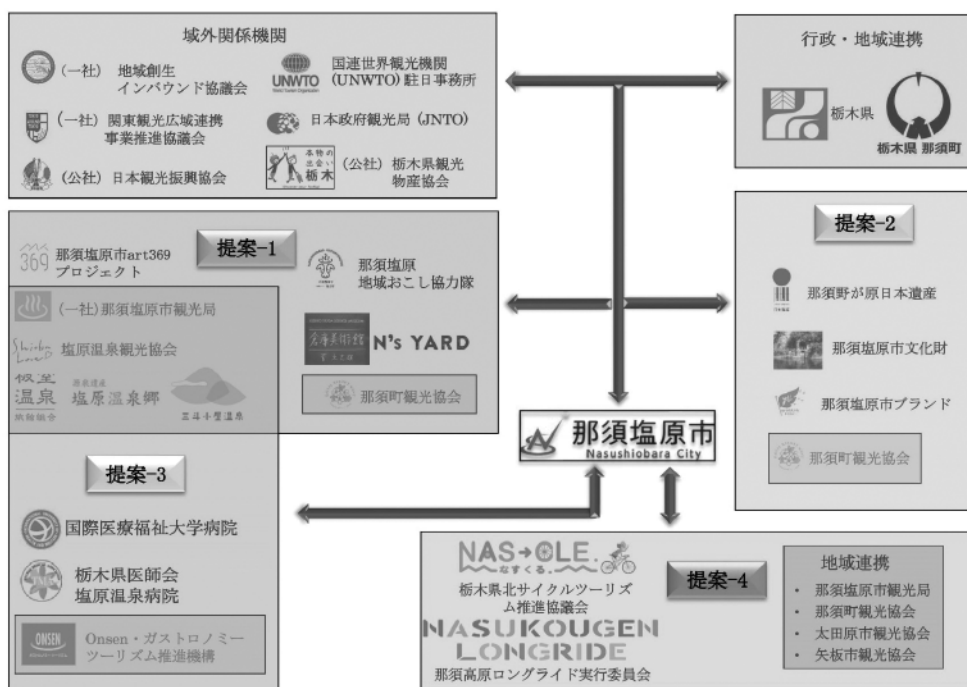 域外関係機関
(一社) 地域創生
インバウンド協議会
(一社) 関東観光広域連携
事業推進協議会
(公社) 日本観光振興協会
UNWTO
国連世界観光機関
(UNWTO) 駐日事務所
日本政府観光局 (JNTO)
本物の
出会い
栃木
(公社) 栃木県観光
物産協会
行政・地域連携
栃木県
栃木県 那須町
提案-1
369
那須塩原市art369
プロジェクト
那須塩原
地域おこし協力隊
(一社)那須塩原市観光局
塩原温泉観光協会
板室
温泉
旅館組合
塩原温泉郷
三斗小屋温泉
倉庫美術館
N's YARD
那須町観光協会
提案-2
那須野が原日本遺産
那須塩原市文化財
那須塩原市ブランド
那須町観光協会
那須塩原市
Nasushiobara City
提案-3
国際医療福祉大学病院
栃木県医師会
塩原温泉病院
ONSEN
Onsen・ガストロノミー
ツーリズム推進機構
提案-4
NAS→CLE.
なすくる。
栃木県北サイクルツーリズ
ム推進協議会
NASUKOUGEN
LONGRIDE
那須高原ロングライド実行委員会
地域連携
• 那須塩原市観光局
• 那須町観光協会
• 太田原市観光協会
• 矢板市観光協会